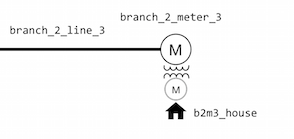 branch_2_meter_3
branch_2_line_3
M
M
b2m3_house